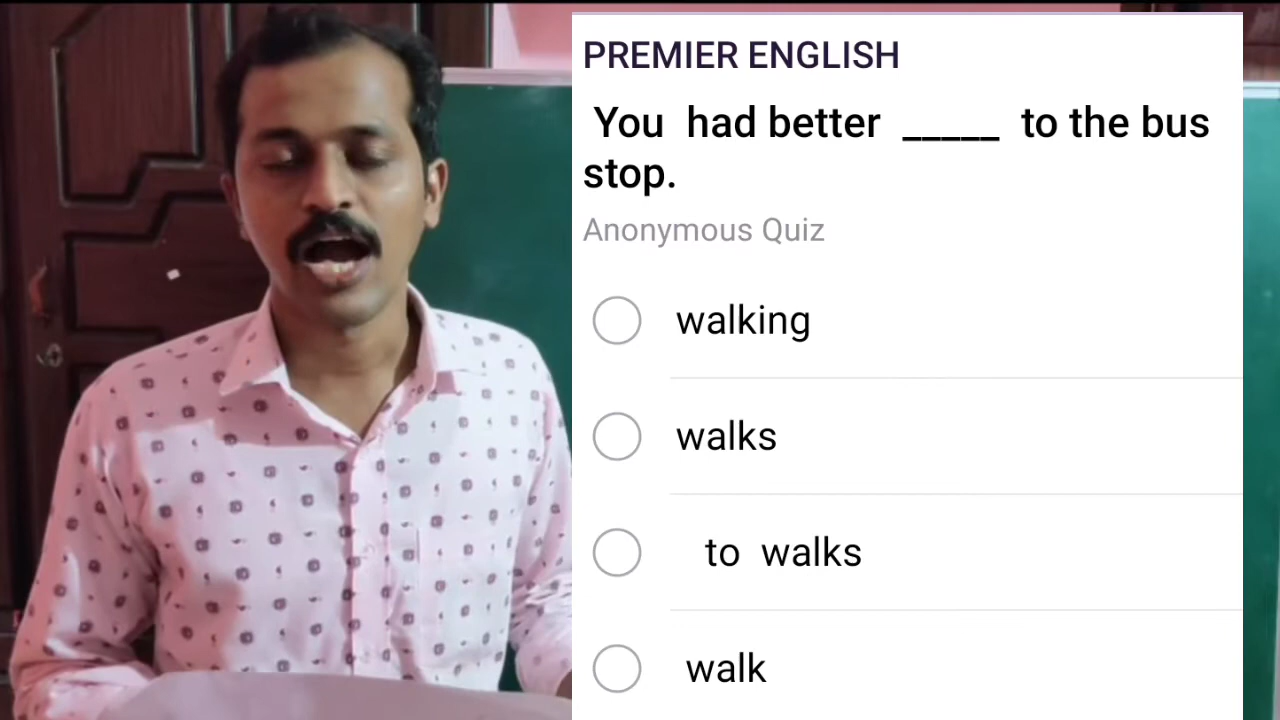 PREMIER ENGLISH
You had better _____ to the bus
stop.
Anonymous Quiz
walking
walks
to walks
walk